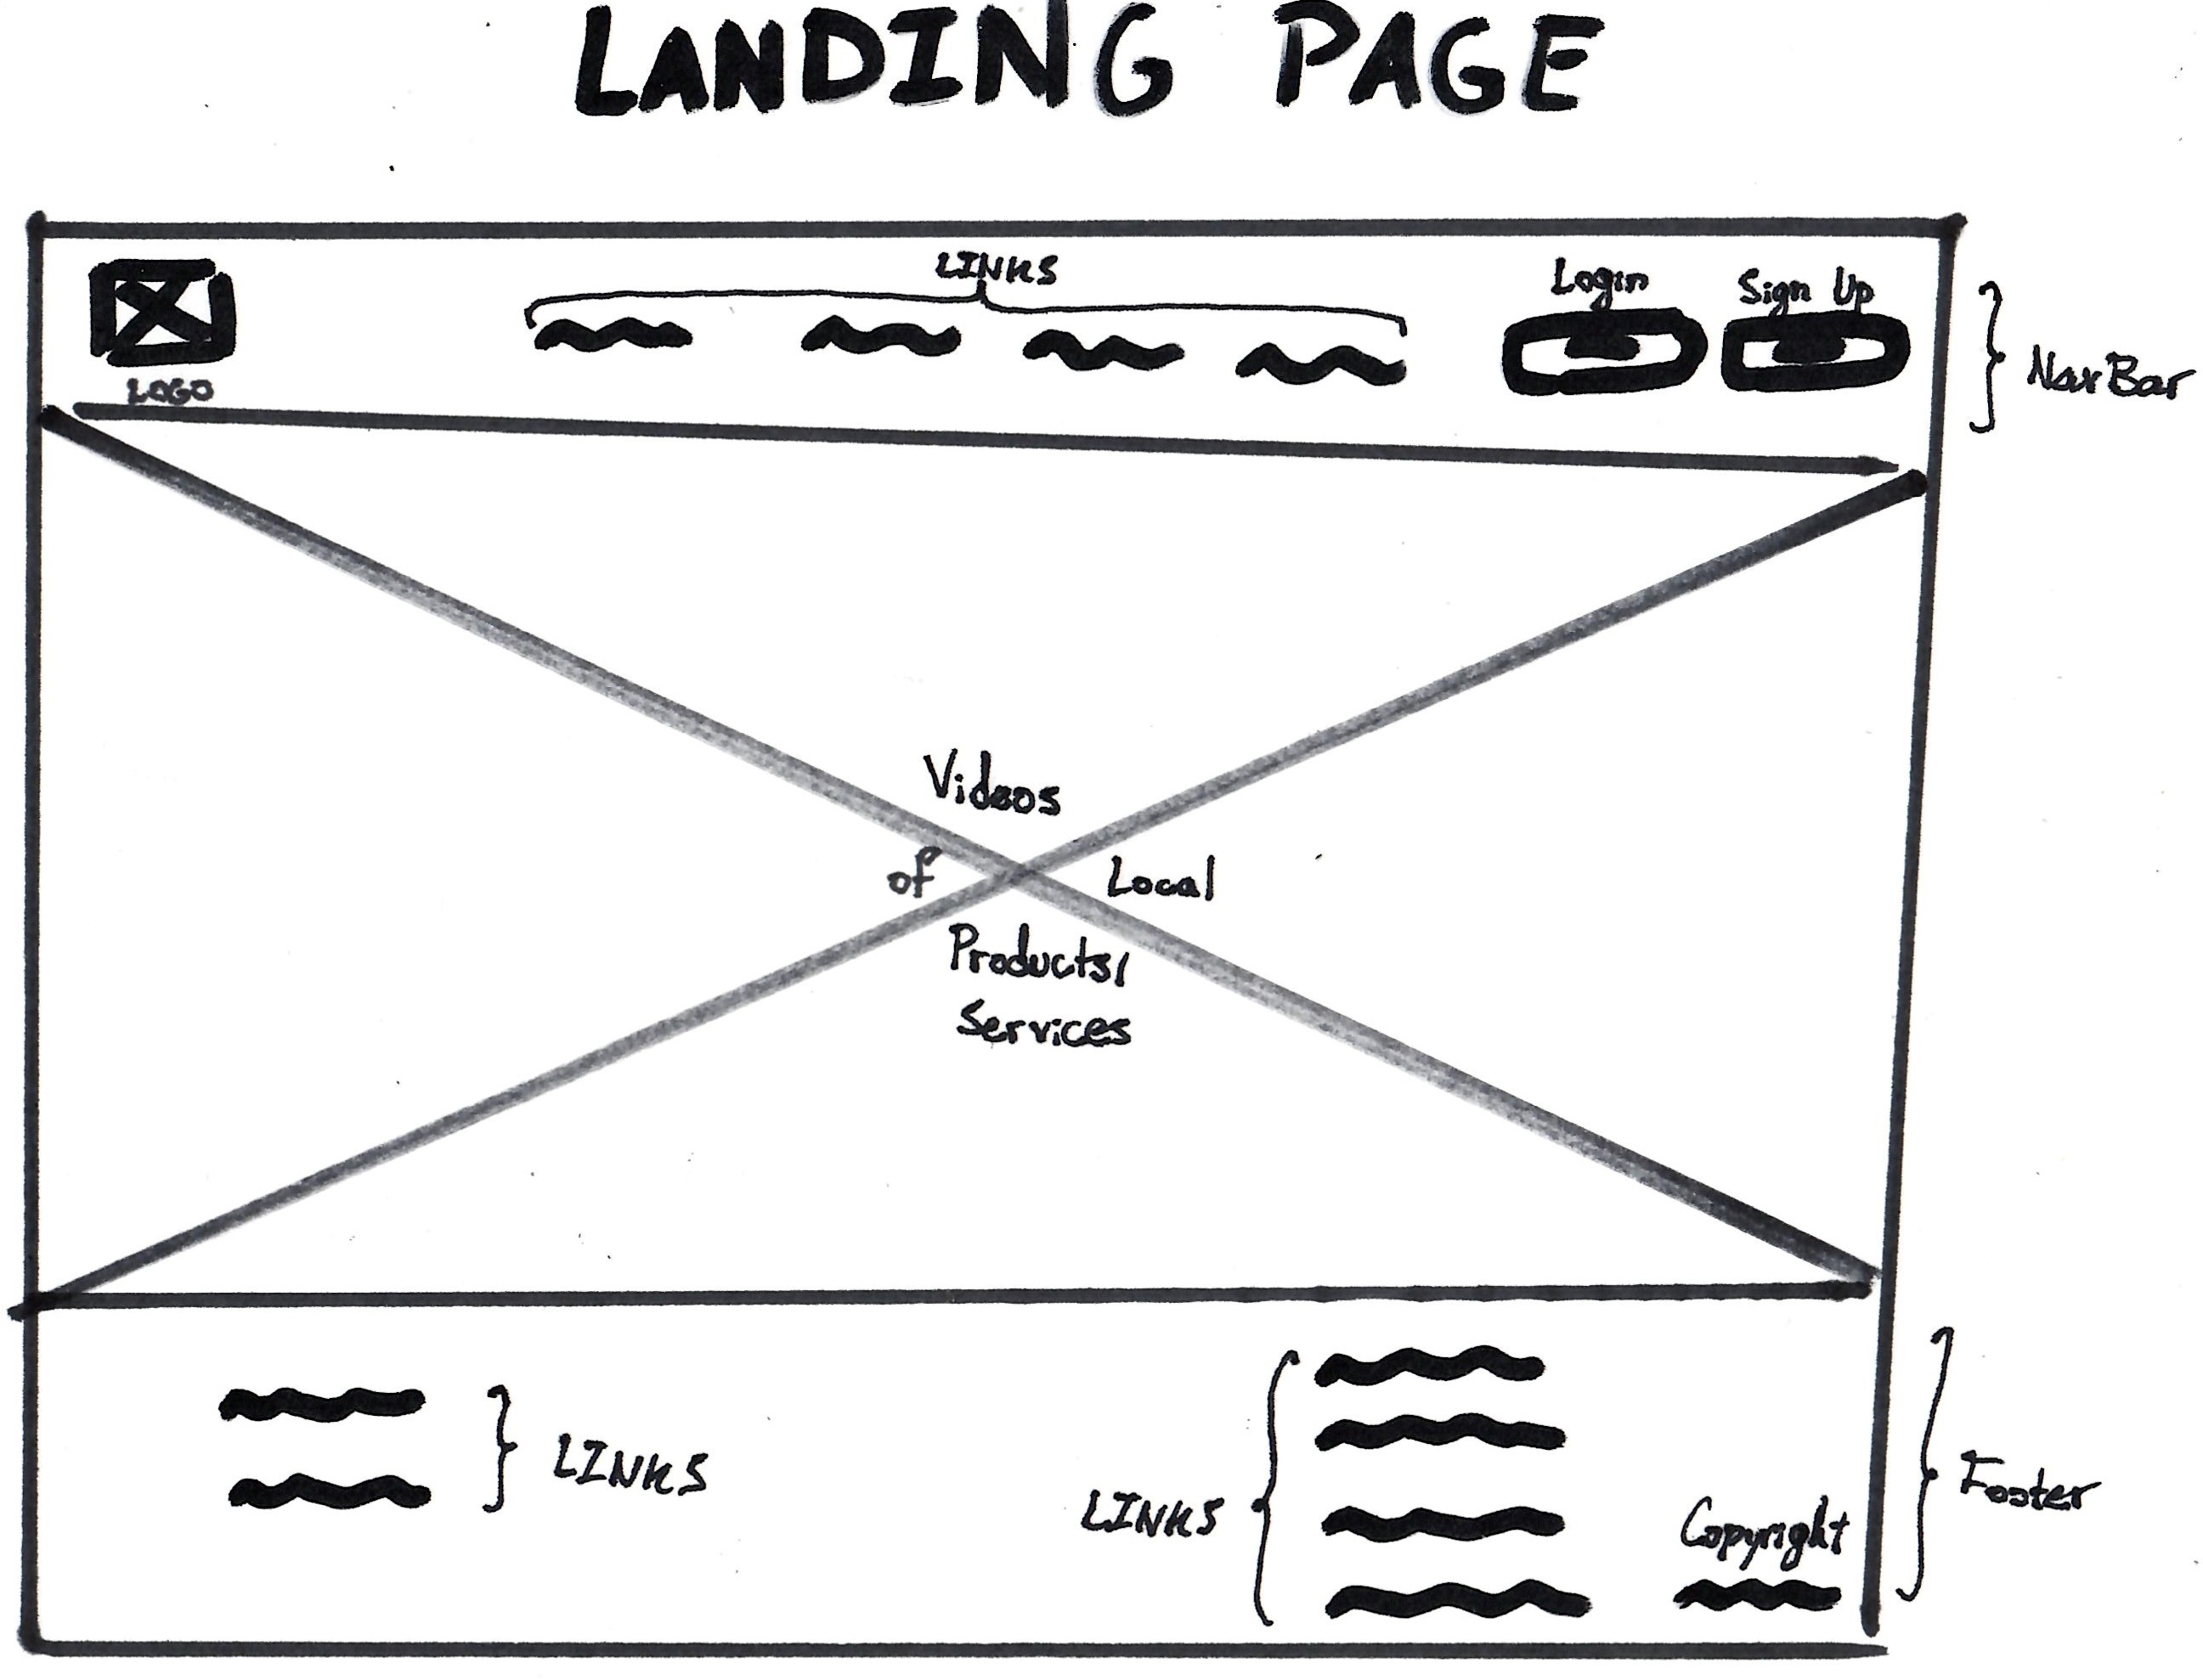 LANDING PAGE
LINKS
Login
Sign Up
LOGO
NavBar
Videos
of Local
Products/
Services
LINKS
LINKS
Copyright
Footer